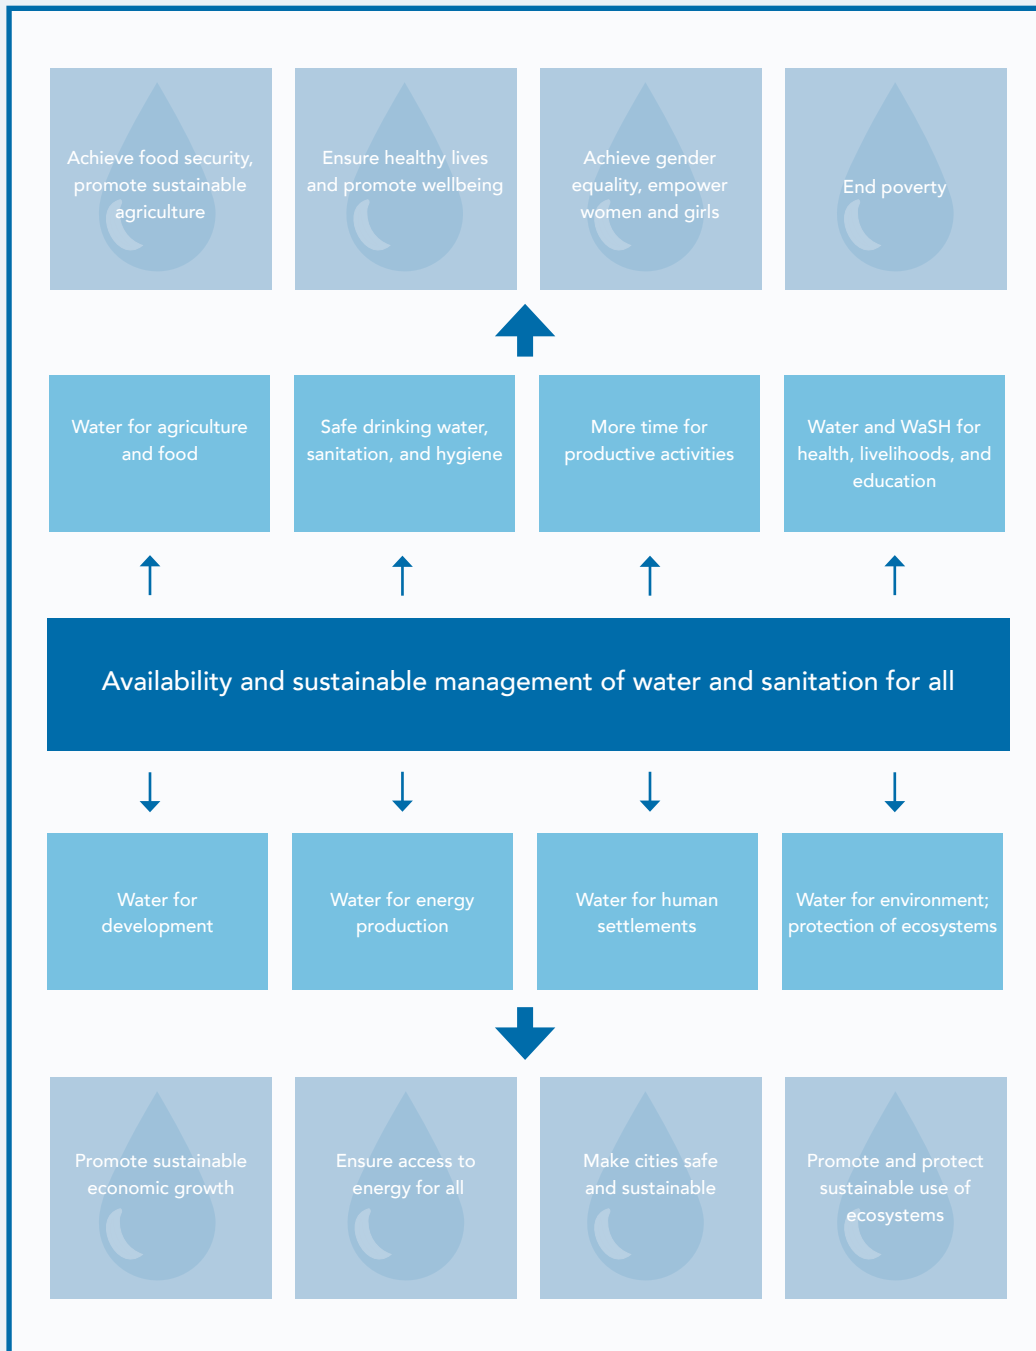 Achieve food security,
promote sustainable
agriculture
Ensure healthy lives
and promote wellbeing
Achieve gender
equality, empower
women and girls
End poverty
Water for agriculture
and food
Safe drinking water,
sanitation, and hygiene
More time for
productive activities
Water and WaSH for
health, livelihoods, and
education
Availability and sustainable management of water and sanitation for all
Water for
development
Water for energy
production
Water for human
settlements
Water for environment;
protection of ecosystems
Promote sustainable
economic growth
Ensure access to
energy for all
Make cities safe
and sustainable
Promote and protect
sustainable use of
ecosystems